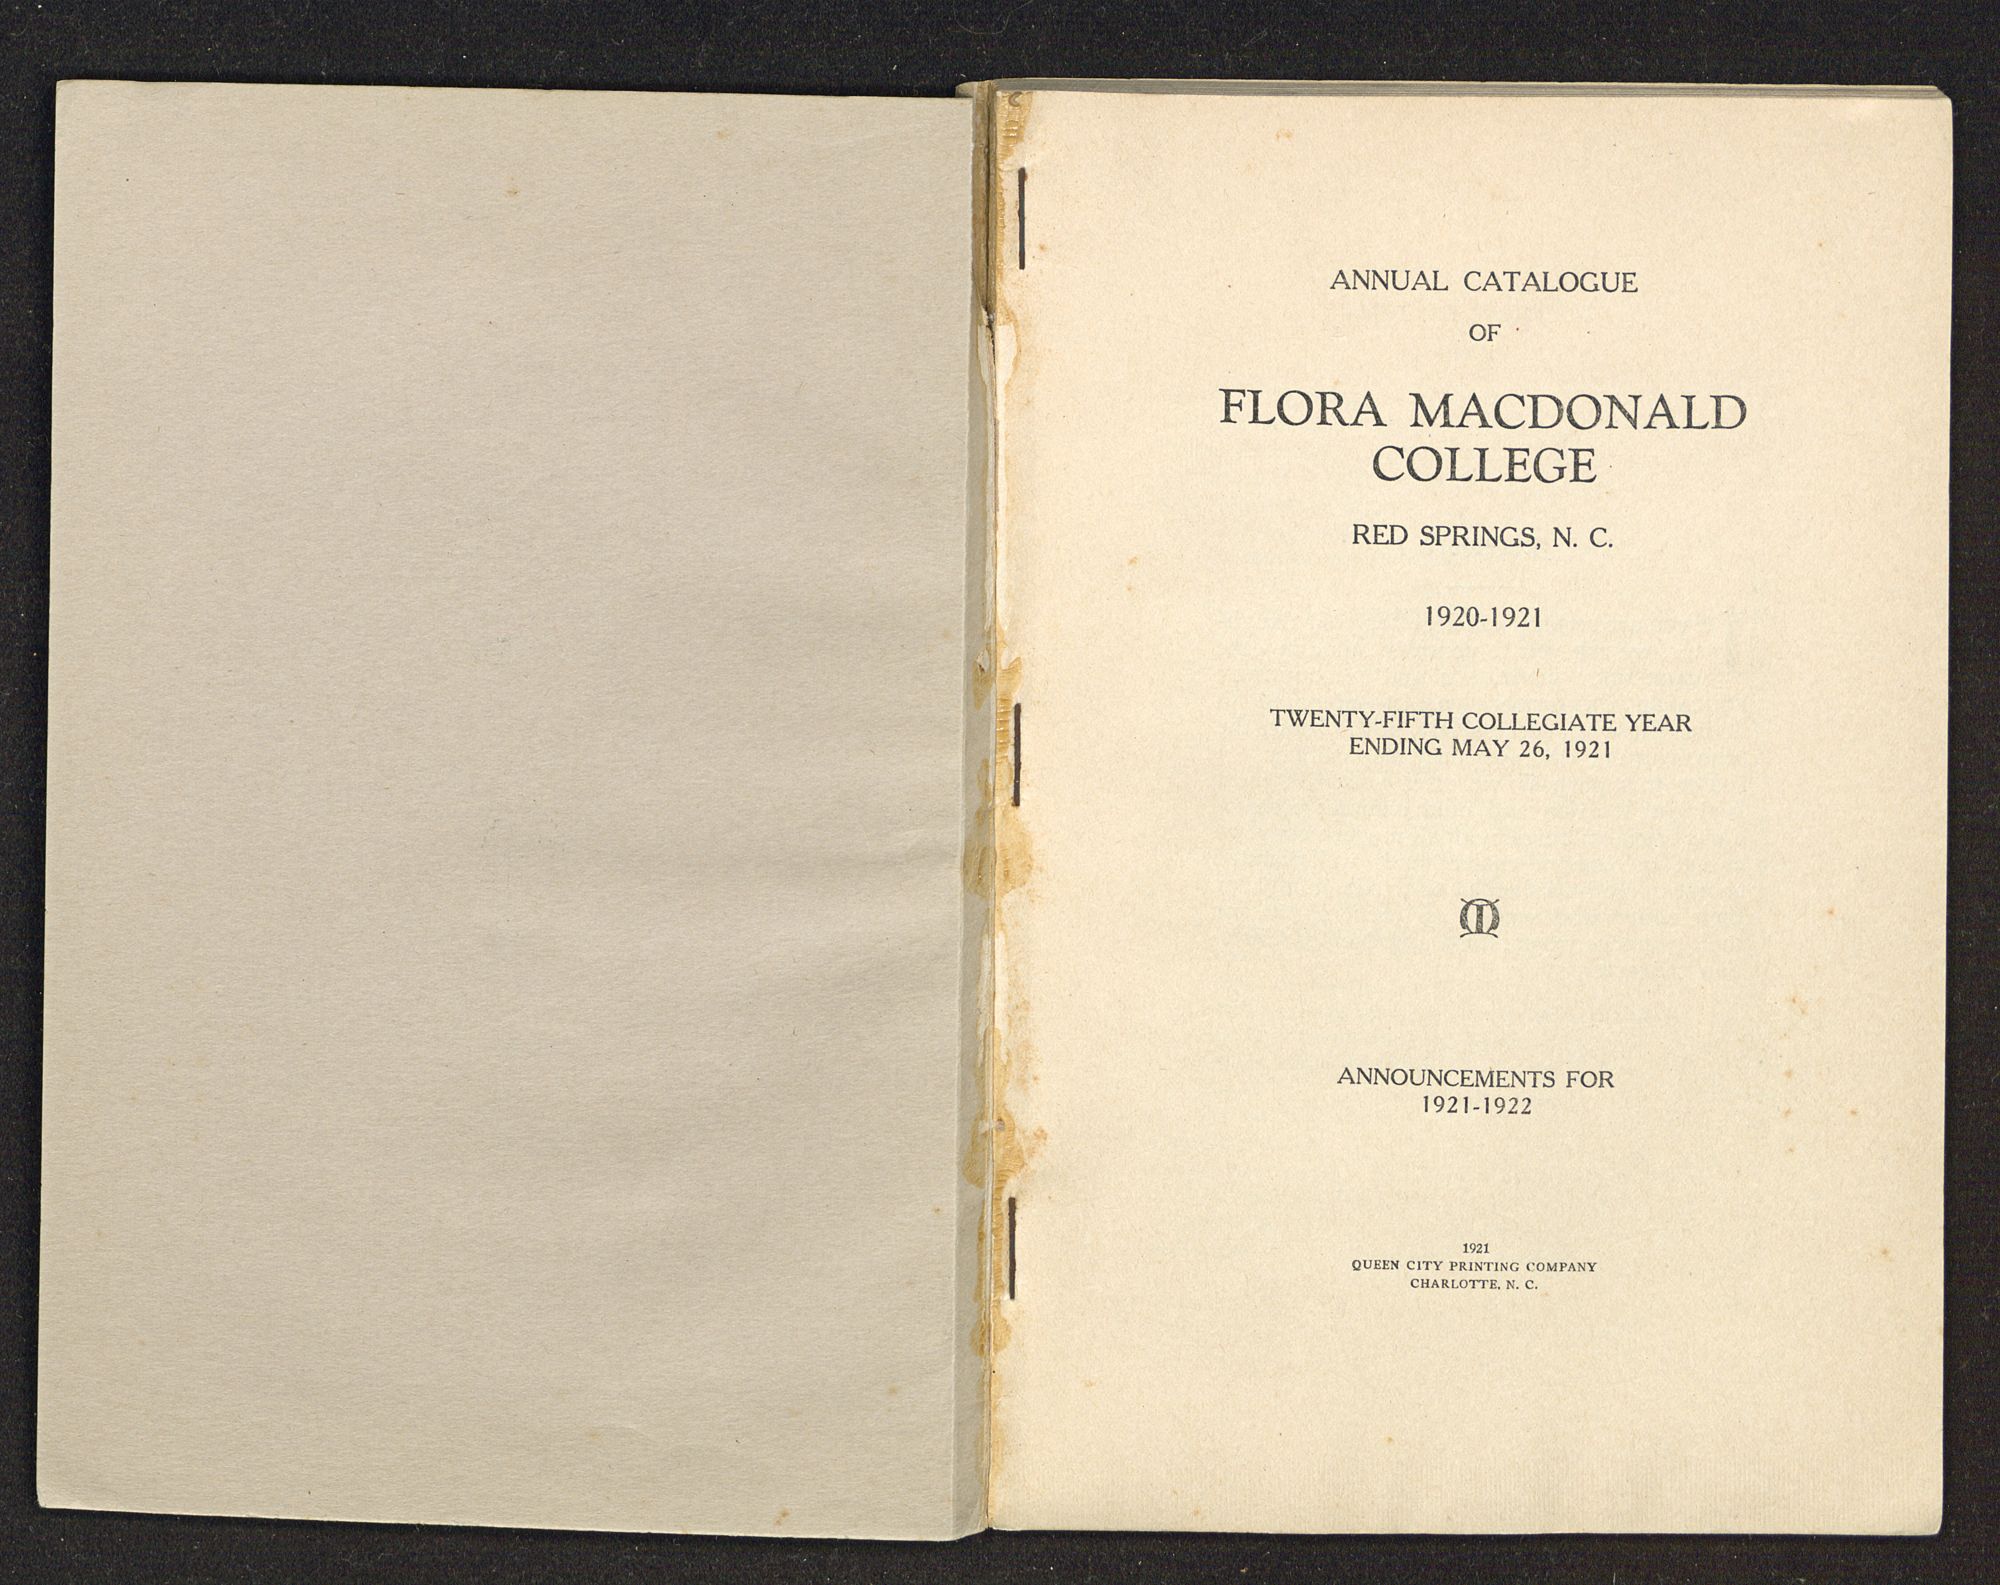 ANNUAL CATALOGUE
OF
FLORA MACDONALD
COLLEGE
RED SPRINGS, N. C.
1920-1921
TWENTY-FIFTH COLLEGIATE YEAR
ENDING MAY 26, 1921
ANNOUNCEMENTS FOR
1921-1922
1921
QUEEN CITY PRINTING COMPANY
CHARLOTTE, N. C.